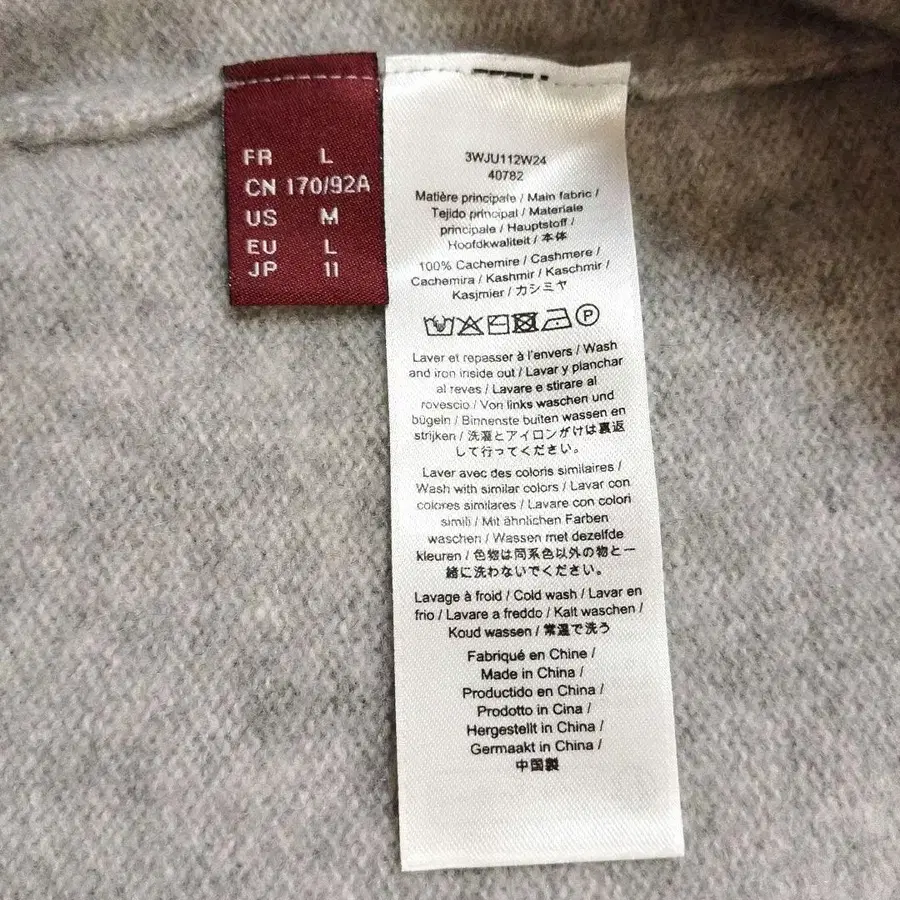 FR L
CN 170/92A
US M
EU L
JP 11
3WJU112W24
40782
Matière principale / Main fabric /
Tejido principal / Materiale
principale / Hauptstoff /
Hoofdkwaliteit / 本体
100% Cachemire / Cashmere /
Cachemira / Kashmir / Kaschmir /
Kasjmier / カシミヤ
P
Laver et repasser à l'envers / Wash
and iron inside out / Lavar y planchar
al reves / Lavare e stirare al
rovescio / Von links waschen und
bügeln / Binnenste buiten wassen en
strijken / 洗濯とアイロンがけは裏返
して行ってください。
Laver avec des coloris similaires /
Wash with similar colors / Lavar con
colores similares / Lavare con colori
simili / Mit ähnlichen Farben
waschen / Wassen met dezelfde
kleuren / 色物は同系色以外の物と一
緒に洗わないでください。
Lavage à froid / Cold wash / Lavar en
frio / Lavare a freddo / Kalt waschen /
Koud wassen / 常温で洗う
Fabriqué en Chine /
Made in China /
Productido en China /
Prodotto in Cina /
Hergestellt in China /
Germaakt in China /
中国製